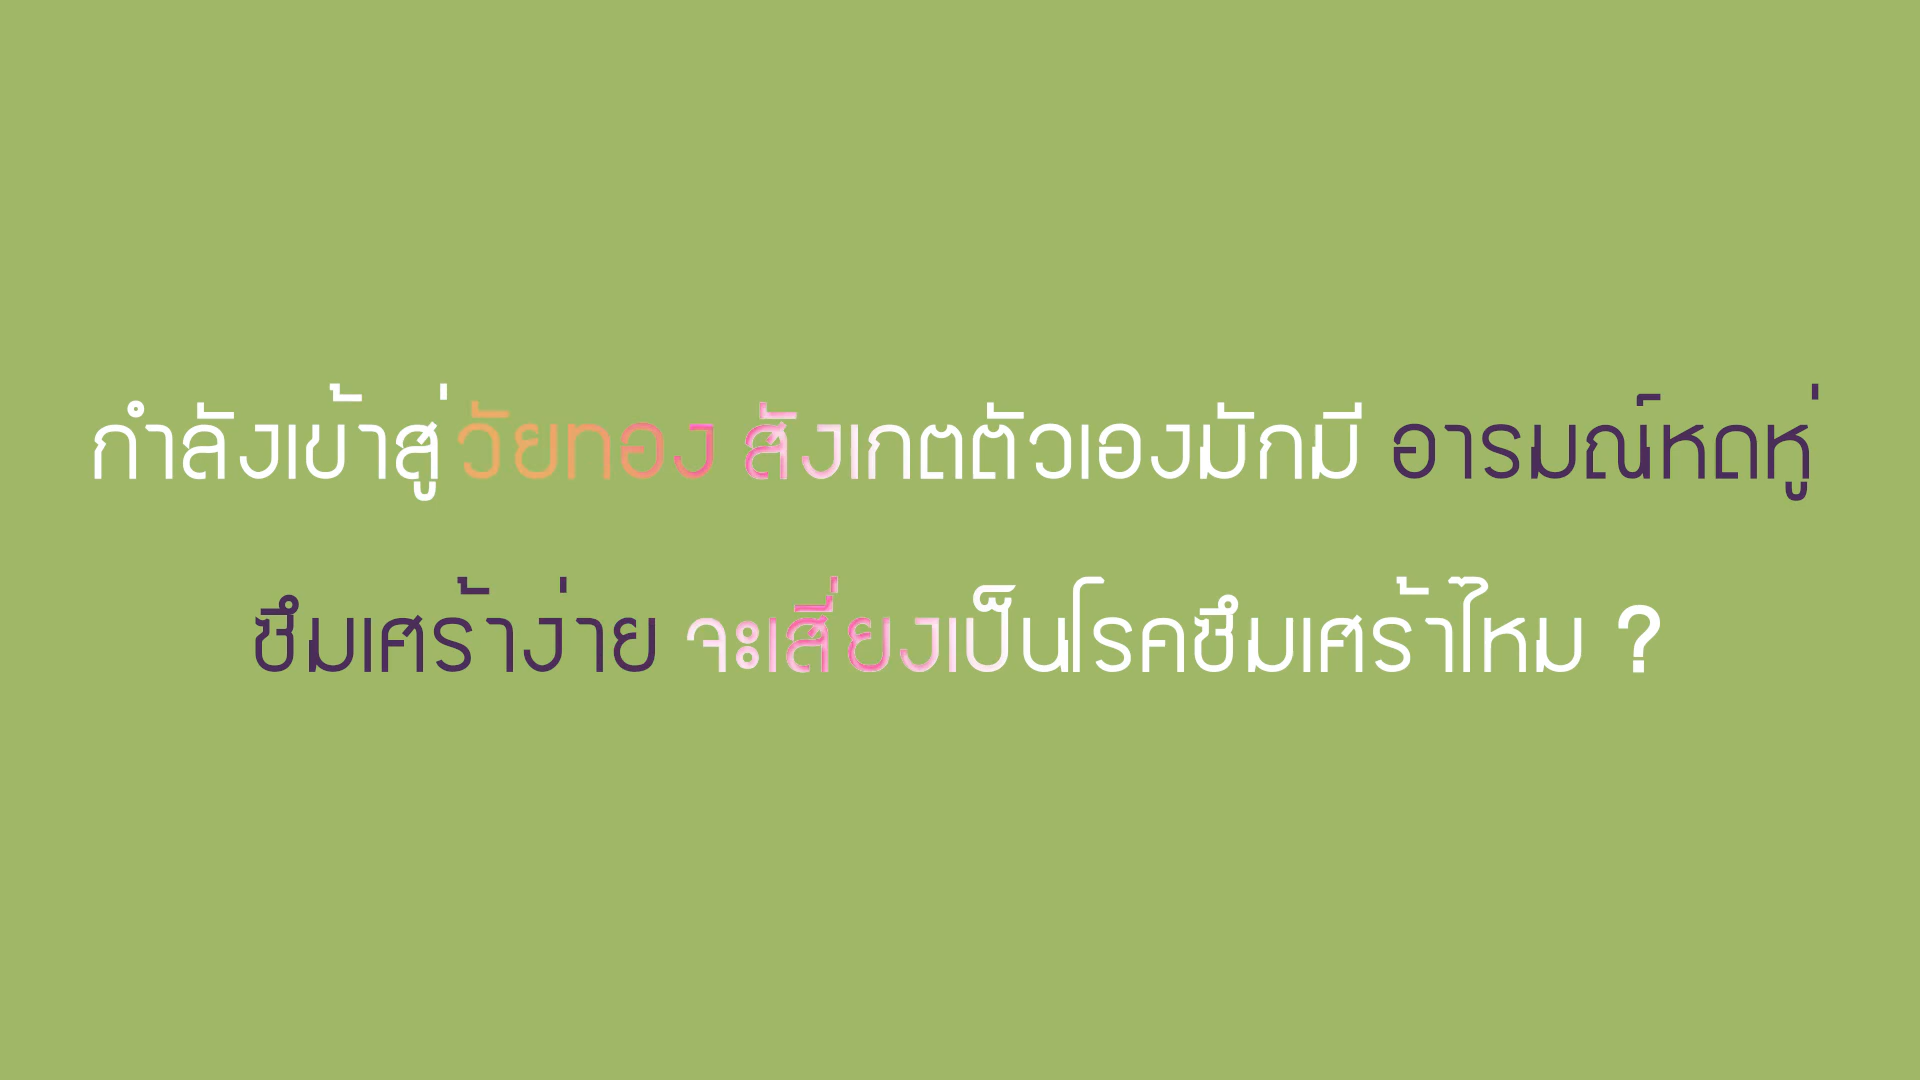 กำลังเข้าสู่วัยทอง สังเกตตัวเองมักมี อารมณ์หดหู่
ซึมเศร้าง่าย จะเสี่ยงเป็นโรคซึมเศร้าไหม ?